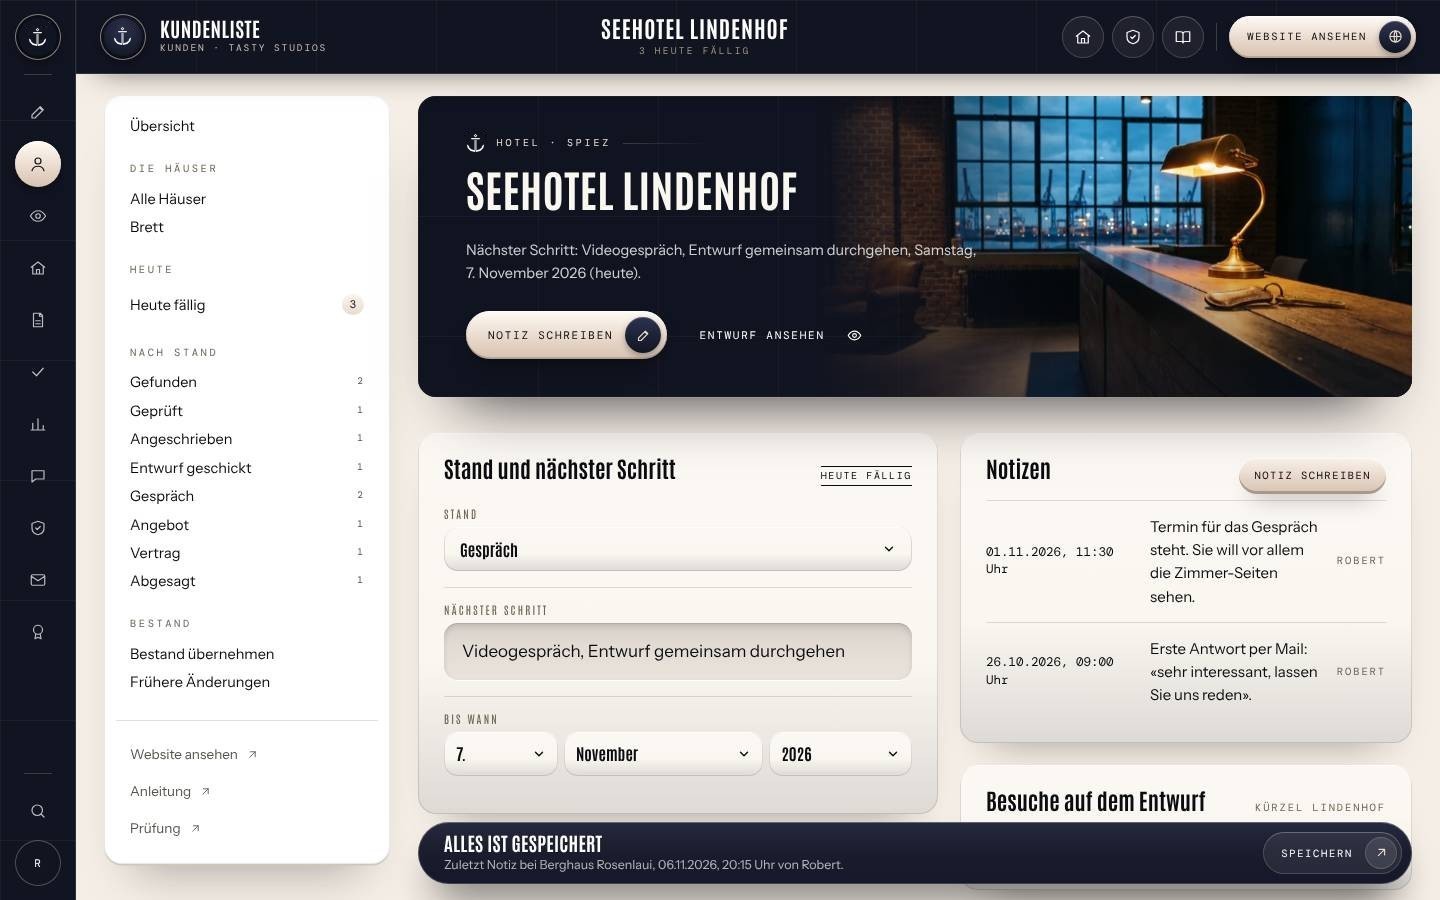 KUNDENLISTE
KUNDEN · TASTY STUDIOS
SEEHOTEL LINDENHOF
3 HEUTE FÄLLIG
WEBSITE ANSEHEN
Übersicht
DIE HÄUSER
Alle Häuser
Brett
HEUTE
Heute fällig 3
NACH STAND
Gefunden 2
Geprüft 1
Angeschrieben 1
Entwurf geschickt 1
Gespräch 2
Angebot 1
Vertrag 1
Abgesagt 1
BESTAND
Bestand übernehmen
Frühere Änderungen
Website ansehen
Anleitung
Prüfung
R
HOTEL · SPIEZ
SEEHOTEL LINDENHOF
Nächster Schritt: Videogespräch, Entwurf gemeinsam durchgehen, Samstag,
7. November 2026 (heute).
NOTIZ SCHREIBEN
ENTWURF ANSEHEN
Stand und nächster Schritt
HEUTE FÄLLIG
STAND
Gespräch
NÄCHSTER SCHRITT
Videogespräch, Entwurf gemeinsam durchgehen
BIS WANN
7. November 2026
Notizen
NOTIZ SCHREIBEN
01.11.2026, 11:30
Uhr
Termin für das Gespräch
steht. Sie will vor allem
die Zimmer-Seiten
sehen.
ROBERT
26.10.2026, 09:00
Uhr
Erste Antwort per Mail:
«sehr interessant, lassen
Sie uns reden».
ROBERT
Besuche auf dem Entwurf
KÜRZEL LINDENHOF
ALLES IST GESPEICHERT
Zuletzt Notiz bei Berghaus Rosenlaui, 06.11.2026, 20:15 Uhr von Robert.
SPEICHERN